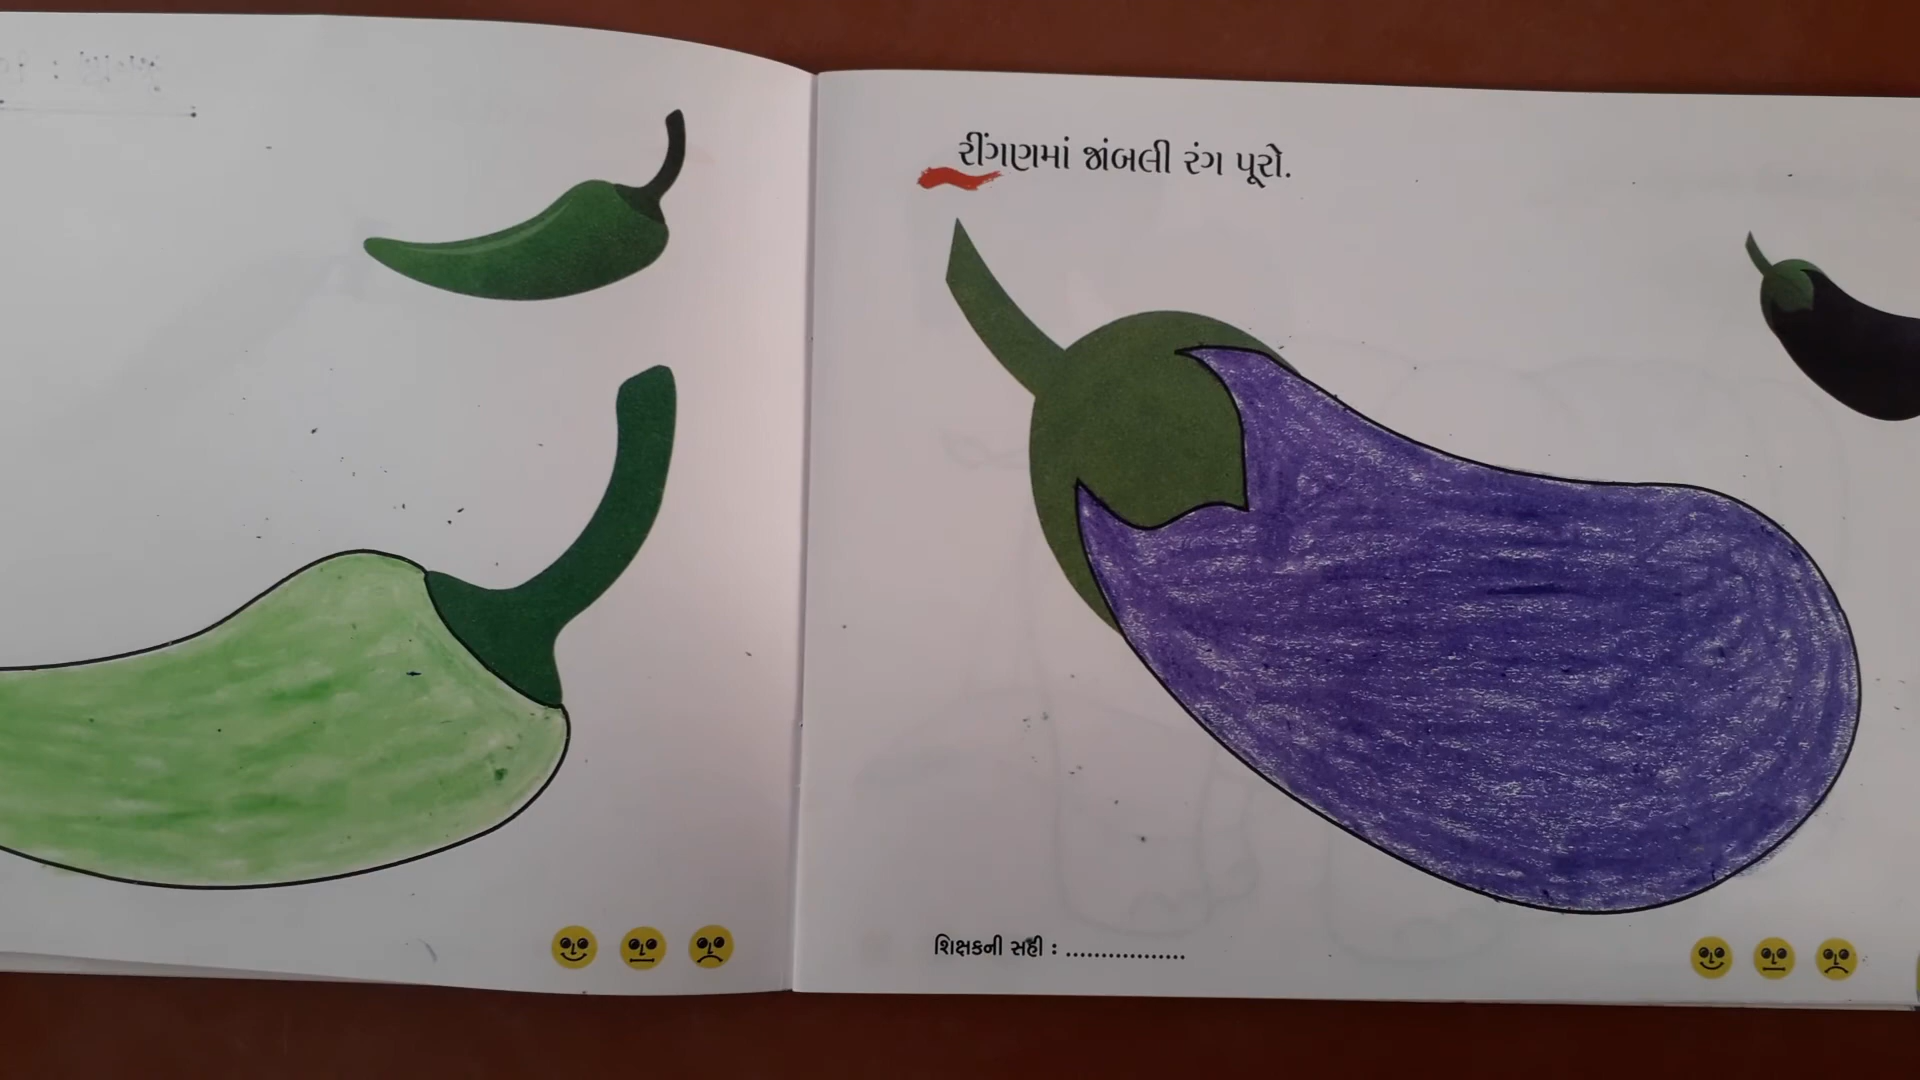 રીંગણમાં જાંબલી રંગ પૂરો.
શિક્ષકની સહી : .................